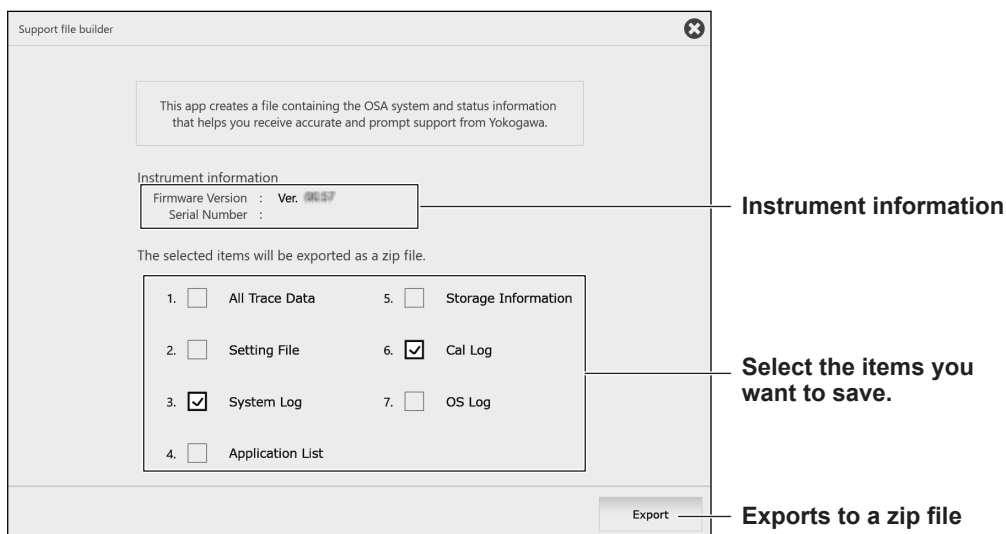 Support file builder
This app creates a file containing the OSA system and status information
that helps you receive accurate and prompt support from Yokogawa.
Instrument information
Firmware Version : Ver.
Serial Number :
Instrument information
The selected items will be exported as a zip file.
1. All Trace Data
5. Storage Information
2. Setting File
6. Cal Log
3. System Log
7. OS Log
4. Application List
Select the items you
want to save.
Export
Exports to a zip file